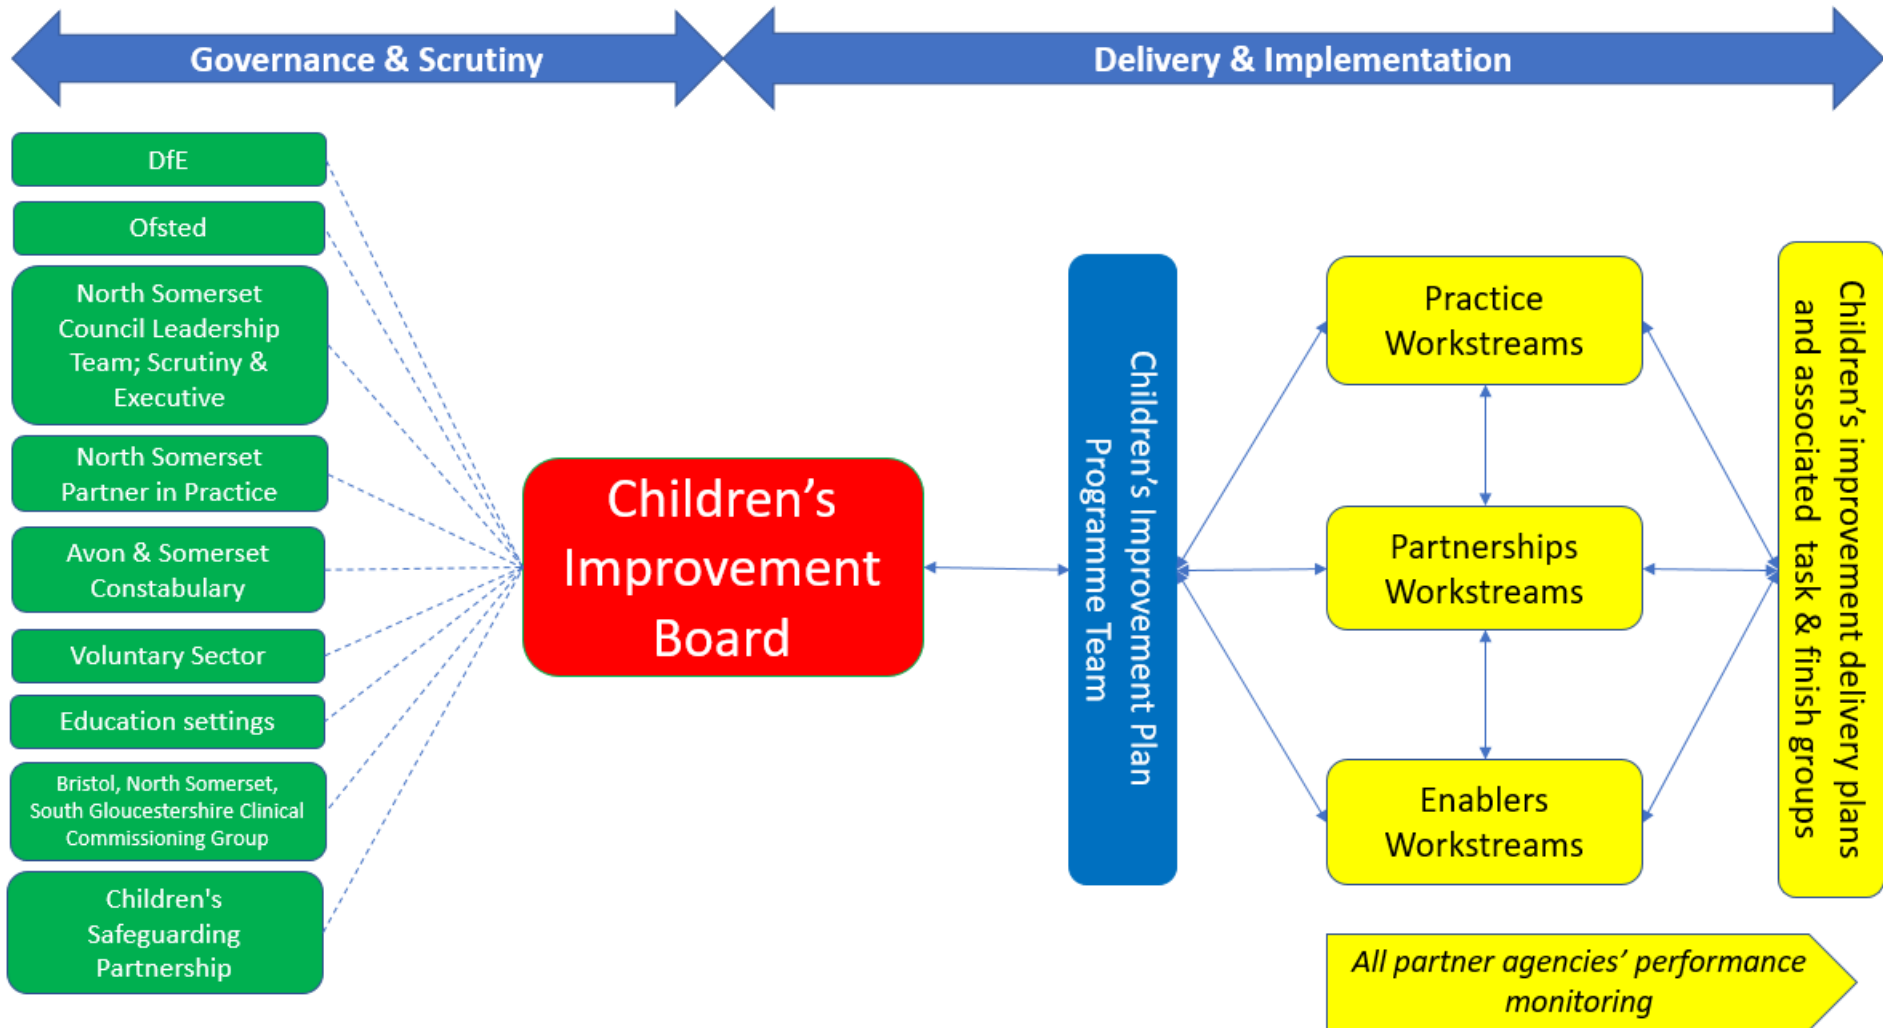 Governance & Scrutiny
Delivery & Implementation
DfE
Ofsted
North Somerset
Council Leadership
Team; Scrutiny &
Executive
North Somerset
Partner in Practice
Avon & Somerset
Constabulary
Voluntary Sector
Education settings
Bristol, North Somerset,
South Gloucestershire Clinical
Commissioning Group
Children's
Safeguarding
Partnership
Children’s
Improvement
Board
Children’s Improvement Plan
Programme Team
Practice
Workstreams
Partnerships
Workstreams
Enablers
Workstreams
Children’s improvement delivery plans
and associated task & finish groups
All partner agencies’ performance
monitoring